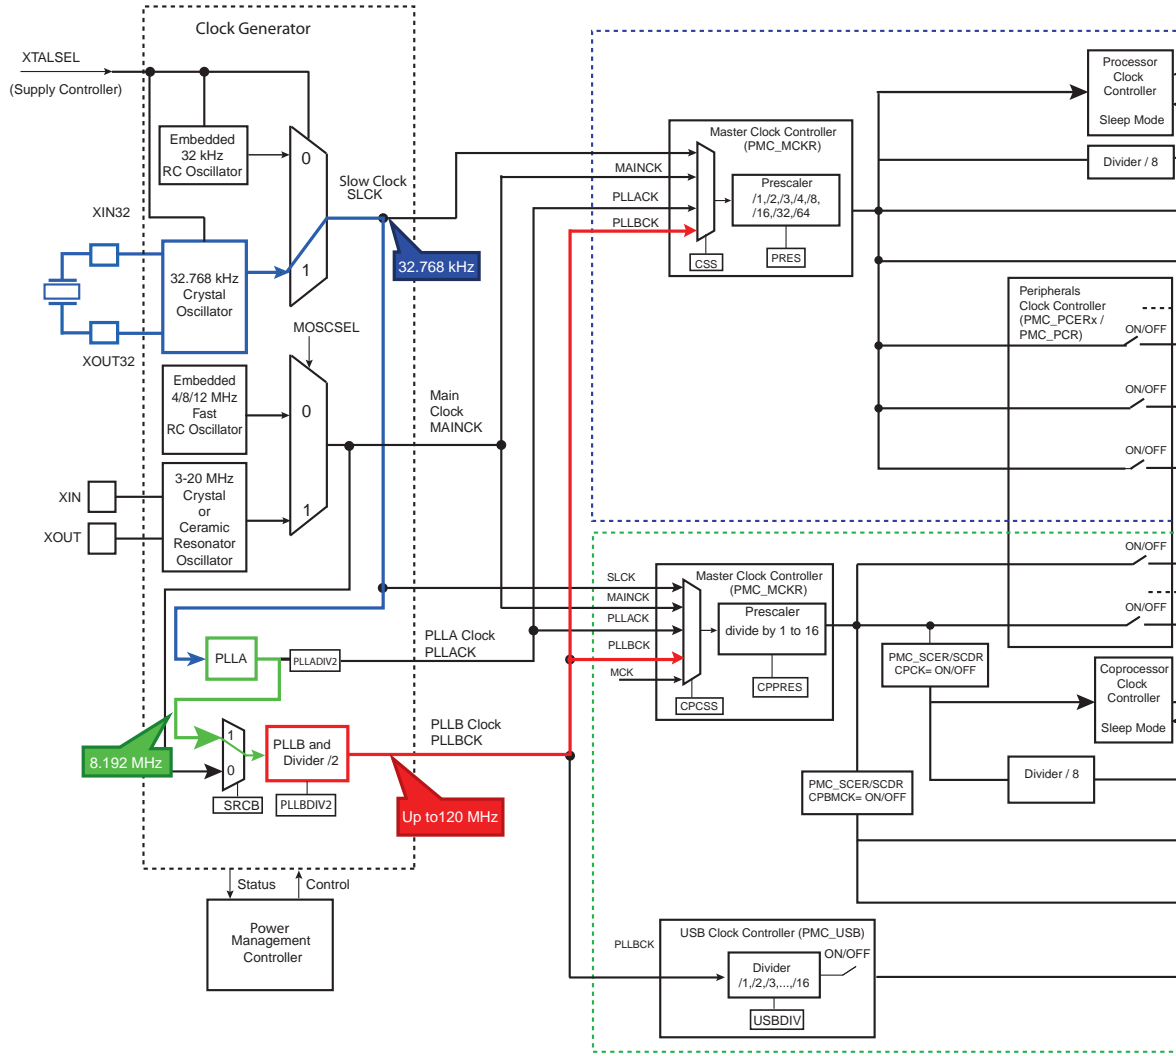 Clock Generator
XTALSEL
(Supply Controller)
Embedded
32 kHz
RC Oscillator
0
1
Slow Clock
SLCK
XIN32
32.768 kHz
Crystal
Oscillator
XOUT32
32.768 kHz
MOSCSEL
Embedded
4/8/12 MHz
Fast
RC Oscillator
0
1
Main
Clock
MAINCK
XIN
XOUT
3-20 MHz
Crystal
or
Ceramic
Resonator
Oscillator
PLLA
PLLADIV2
PLLA Clock
PLLACK
8.192 MHz
1
0
SRCB
PLLB and
Divider /2
PLLBDIV2
PLLB Clock
PLLBCK
Up to120 MHz
Status
Control
Power
Management
Controller
Master Clock Controller
(PMC_MCKR)
MAINCK
PLLACK
PLLBCK
Prescaler
/1,/2,/3,/4,/8,
/16,/32,/64
CSS
PRES
Processor
Clock
Controller
Sleep Mode
Divider / 8
Peripherals
Clock Controller
(PMC_PCERx /
PMC_PCR)
ON/OFF
ON/OFF
ON/OFF
ON/OFF
ON/OFF
SLCK
MAINCK
PLLACK
PLLBCK
MCK
Master Clock Controller
(PMC_MCKR)
Prescaler
divide by 1 to 16
CPPRES
CPCSS
PMC_SCER/SCDR
CPCK= ON/OFF
Coprocessor
Clock
Controller
Sleep Mode
Divider / 8
PMC_SCER/SCDR
CPBMCK= ON/OFF
PLLBCK
USB Clock Controller (PMC_USB)
Divider
/1,/2,/3,...,/16
ON/OFF
USBDIV